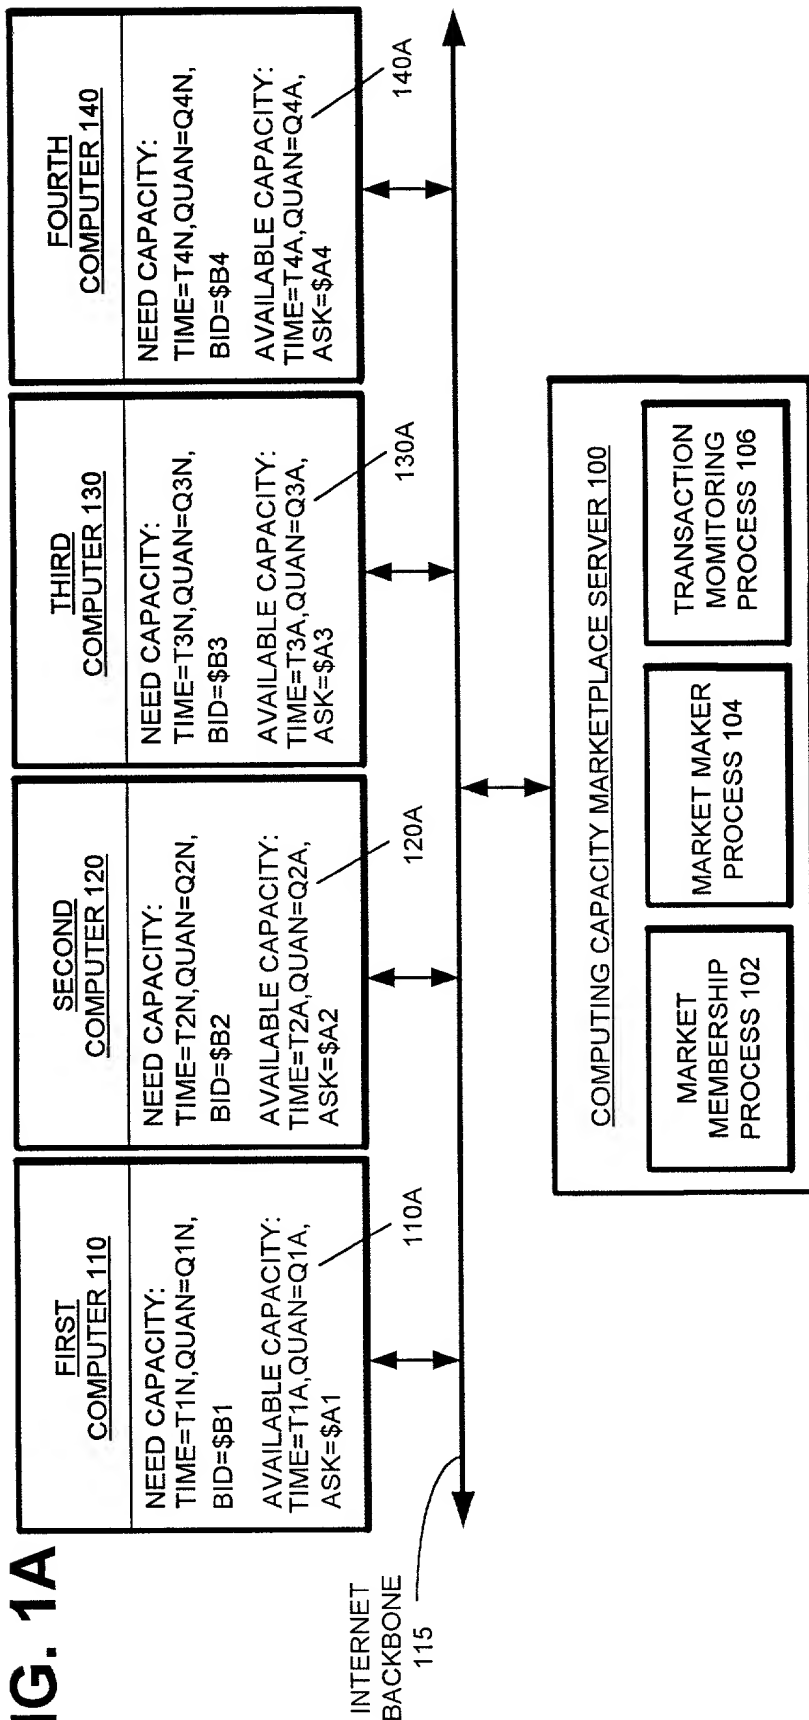 IG. 1A
FIRST
COMPUTER 110
NEED CAPACITY:
TIME=T1N,QUAN=Q1N,
BID=$B1
AVAILABLE CAPACITY:
TIME=T1A,QUAN=Q1A,
ASK=$A1
110A
SECOND
COMPUTER 120
NEED CAPACITY:
TIME=T2N,QUAN=Q2N,
BID=$B2
AVAILABLE CAPACITY:
TIME=T2A,QUAN=Q2A,
ASK=$A2
120A
THIRD
COMPUTER 130
NEED CAPACITY:
TIME=T3N,QUAN=Q3N,
BID=$B3
AVAILABLE CAPACITY:
TIME=T3A,QUAN=Q3A,
ASK=$A3
130A
FOURTH
COMPUTER 140
NEED CAPACITY:
TIME=T4N,QUAN=Q4N,
BID=$B4
AVAILABLE CAPACITY:
TIME=T4A,QUAN=Q4A,
ASK=$A4
140A
INTERNET
BACKBONE
115
COMPUTING CAPACITY MARKETPLACE SERVER 100
MARKET
MEMBERSHIP
PROCESS 102
MARKET MAKER
PROCESS 104
TRANSACTION
MOMITORING
PROCESS 106